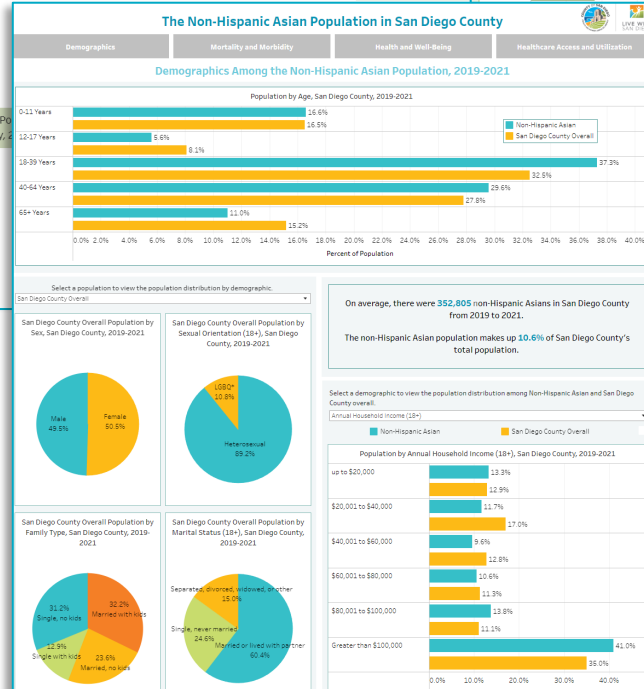 The Non-Hispanic Asian Population in San Diego County
LIVE W
SAN DIE
Demographics
Mortality and Morbidity
Health and Well-Being
Healthcare Access and Utilization
Demographics Among the Non-Hispanic Asian Population, 2019-2021
Po
Population by Age, San Diego County, 2019-2021
0-11 Years
16.6%
16.5%
12-17 Years
5.6%
8.1%
18-39 Years
37.3%
32.5%
40-64 Years
29.6%
27.8%
65+ Years
11.0%
15.2%
Non-Hispanic Asian
San Diego County Overall
0.0% 2.0% 4.0% 6.0% 8.0% 10.0% 12.0% 14.0% 16.0% 18.0% 20.0% 22.0% 24.0% 26.0% 28.0% 30.0% 32.0% 34.0% 36.0% 38.0% 40.0%
Percent of Population
Select a population to view the population distribution by demographic.
San Diego County Overall
San Diego County Overall Population by
Sex, San Diego County, 2019-2021
Male
49.5%
Female
50.5%
San Diego County Overall Population by
Sexual Orientation (18+), San Diego
County, 2019-2021
LGBQ*
10.8%
Heterosexual
89.2%
San Diego County Overall Population by
Family Type, San Diego County, 2019-
2021
31.2%
Single, no kids
32.2%
Married with kids
12.9%
Single with kids
23.6%
Married, no kids
San Diego County Overall Population by
Marital Status (18+), San Diego County,
2019-2021
Separated, divorced, widowed, or other
15.0%
Single, never married
24.6%
Married or lived with partner
60.4%
On average, there were 352,805 non-Hispanic Asians in San Diego County
from 2019 to 2021.
The non-Hispanic Asian population makes up 10.6% of San Diego County's
total population.
Select a demographic to view the population distribution among Non-Hispanic Asian and San Diego
County overall.
Annual Household Income (18+)
Non-Hispanic Asian
San Diego County Overall
Population by Annual Household Income (18+), San Diego County, 2019-2021
up to $20,000
13.3%
12.9%
$20,001 to $40,000
11.7%
17.0%
$40,001 to $60,000
9.6%
12.8%
$60,001 to $80,000
10.6%
11.3%
$80,001 to $100,000
13.8%
11.1%
Greater than $100,000
41.0%
35.0%
0.0% 10.0% 20.0% 30.0% 40.0%